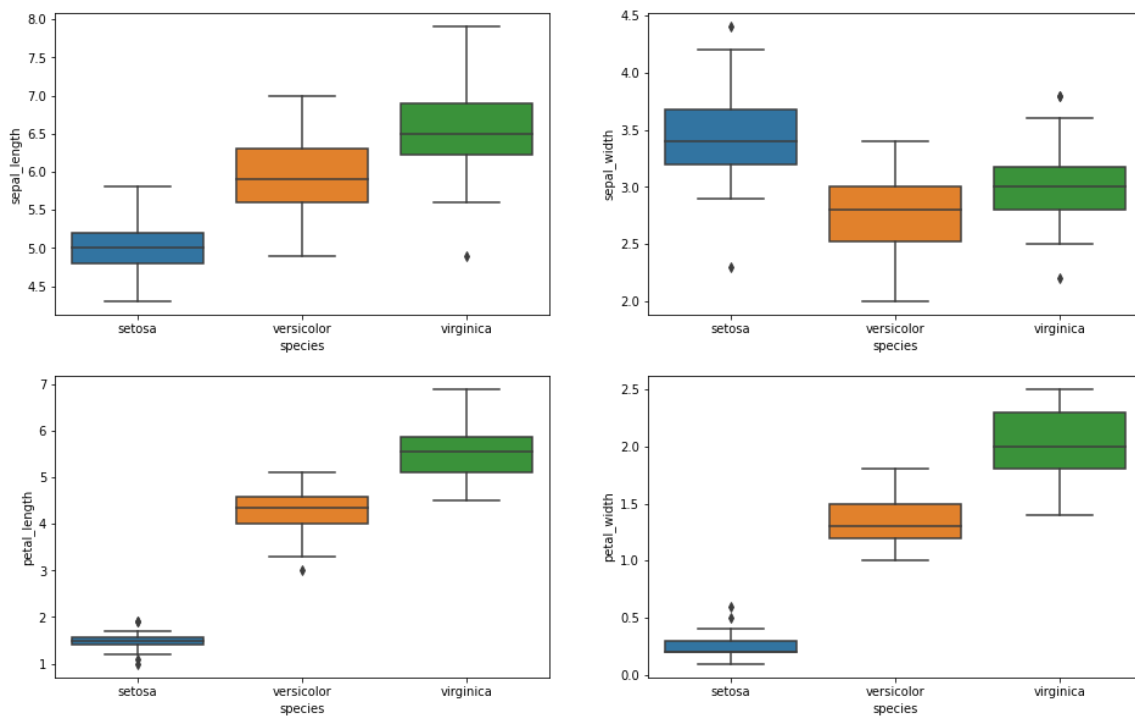 sepal_length
8.0
7.5
7.0
6.5
6.0
5.5
5.0
4.5
setosa versicolor virginica
species
sepal_width
4.5
4.0
3.5
3.0
2.5
2.0
setosa versicolor virginica
species
petal_length
7
6
5
4
3
2
1
setosa versicolor virginica
species
petal_width
2.5
2.0
1.5
1.0
0.5
0.0
setosa versicolor virginica
species